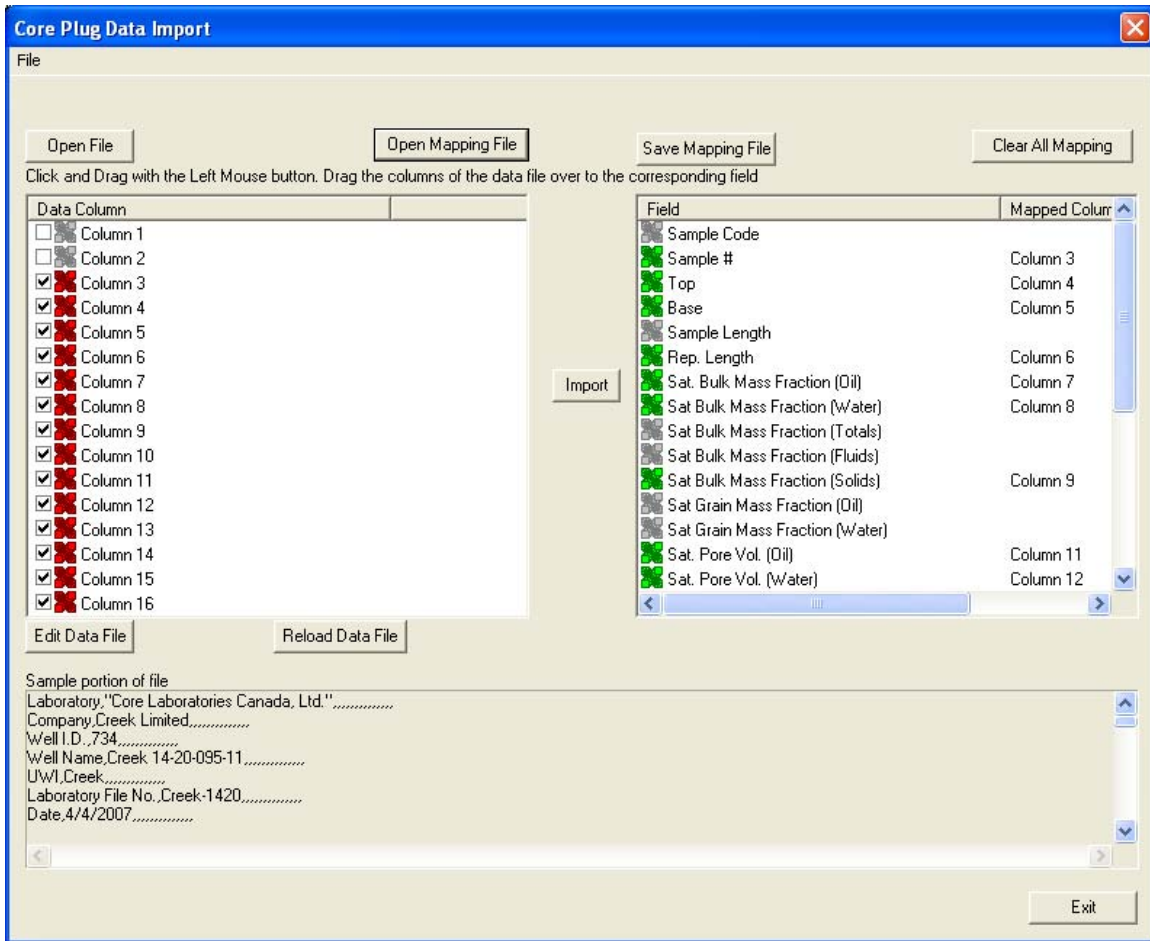 Core Plug Data Import
File
Open File
Open Mapping File
Save Mapping File
Clear All Mapping
Click and Drag with the Left Mouse button. Drag the columns of the data file over to the corresponding field
Data Column
Column 1
Column 2
Column 3
Column 4
Column 5
Column 6
Column 7
Column 8
Column 9
Column 10
Column 11
Column 12
Column 13
Column 14
Column 15
Column 16
Import
Field Mapped Colum
Sample Code
Sample # Column 3
Top Column 4
Base Column 5
Sample Length
Rep. Length Column 6
Sat. Bulk Mass Fraction (Oil) Column 7
Sat Bulk Mass Fraction (Water) Column 8
Sat Bulk Mass Fraction (Totals)
Sat Bulk Mass Fraction (Fluids)
Sat Bulk Mass Fraction (Solids) Column 9
Sat Grain Mass Fraction (Oil)
Sat Grain Mass Fraction (Water)
Sat. Pore Vol. (Oil) Column 11
Sat. Pore Vol. (Water) Column 12
Edit Data File
Reload Data File
Sample portion of file
Laboratory,"Core Laboratories Canada, Ltd.",,,,,,,,,,,,,,
Company,Creek Limited,,,,,,,,,,,,,,
Well I.D.,734,,,,,,,,,,,,,,
Well Name,Creek 14-20-095-11,,,,,,,,,,,,,,
UWI,Creek,,,,,,,,,,,,,,
Laboratory File No.,Creek-1420,,,,,,,,,,,,,,
Date,4/4/2007,,,,,,,,,,,,,,
Exit